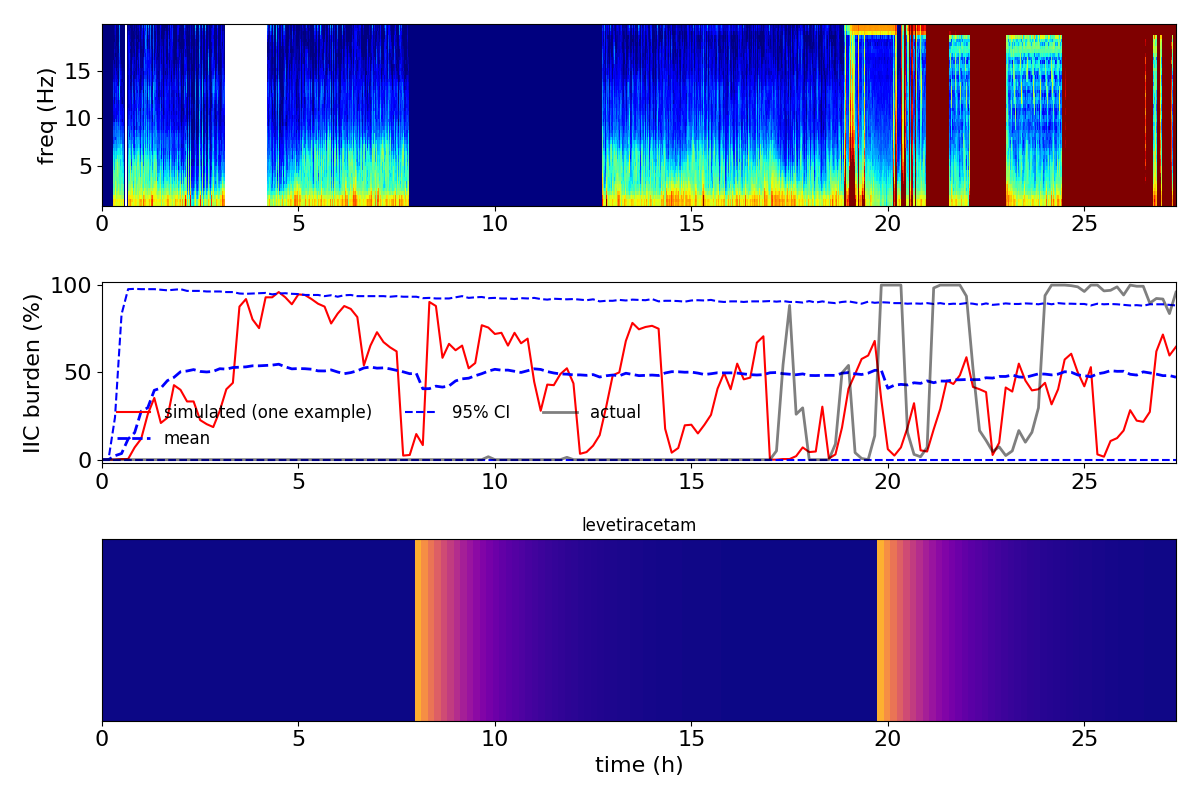 freq (Hz)
15
10
5
0 5 10 15 20 25
IIC burden (%)
100
50
0
simulated (one example) 95% CI actual
mean
0 5 10 15 20 25
levetiracetam
0 5 10 15 20 25
time (h)